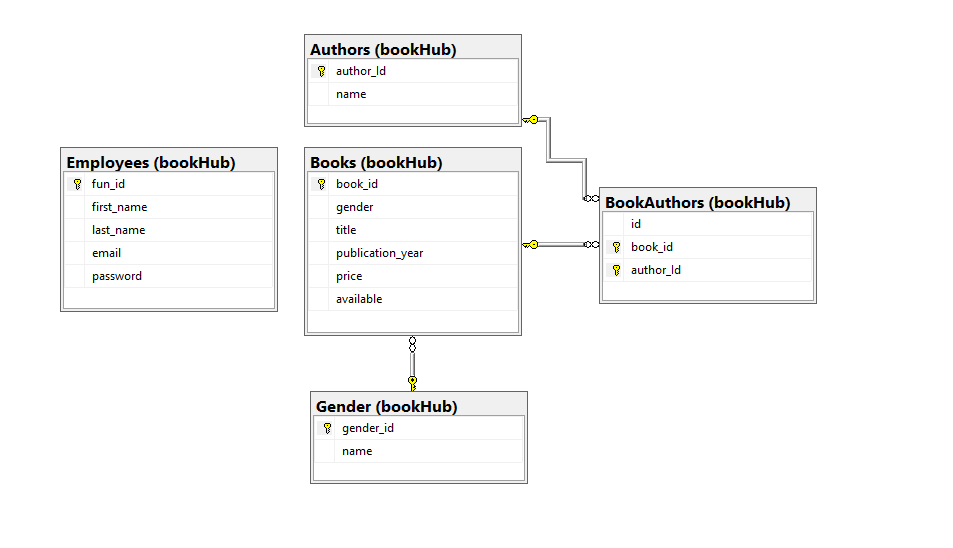 Authors (bookHub)
author_Id
name
Employees (bookHub)
fun_id
first_name
last_name
email
password
Books (bookHub)
book_id
gender
title
publication_year
price
available
BookAuthors (bookHub)
id
book_id
author_Id
Gender (bookHub)
gender_id
name